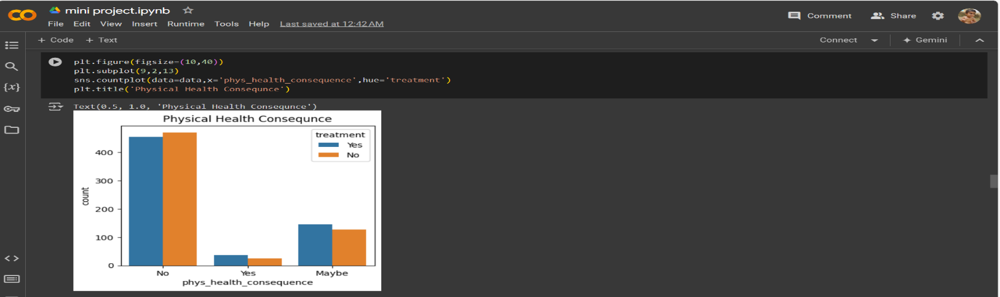 mini project.ipynb
File Edit View Insert Runtime Tools Help Last saved at 12:42 AM
Comment Share
+ Code + Text
Connect Gemini
plt.figure(figsize=(10,40))
plt.subplot(9,2,13)
sns.countplot(data=data,x='phys_health_consequence',hue='treatment')
plt.title('Physical Health Consequnce')
{x}
Text(0.5, 1.0, 'Physical Health Consequnce')
Physical Health Consequnce
treatment
Yes
No
400
300
200
100
0
count
No Yes Maybe
phys_health_consequence